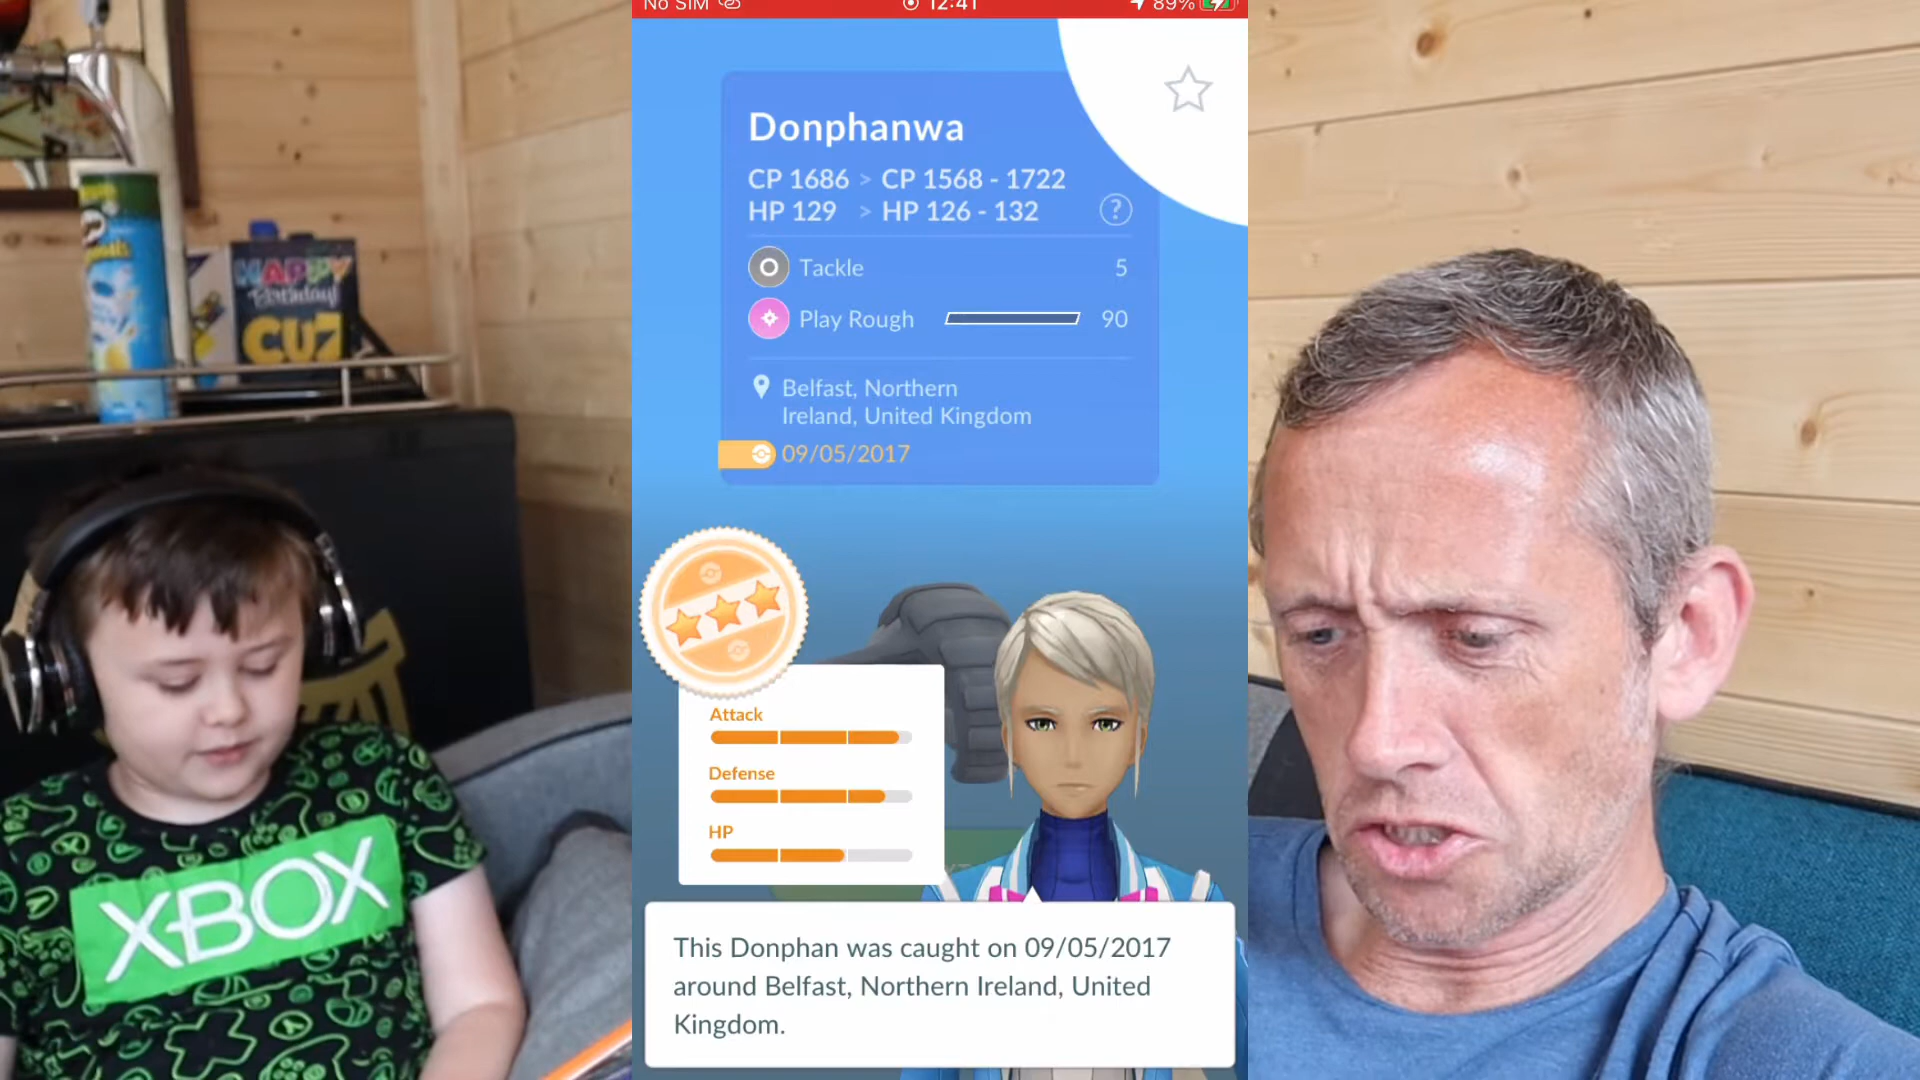 No SIM
12:41
89%
Donphanwa
CP 1686 > CP 1568 - 1722
HP 129 > HP 126 - 132
?
Tackle 5
Play Rough 90
Belfast, Northern
Ireland, United Kingdom
09/05/2017
Attack
Defense
HP
This Donphan was caught on 09/05/2017
around Belfast, Northern Ireland, United
Kingdom.
HAPPY
Birthday!
CUZ
XBOX